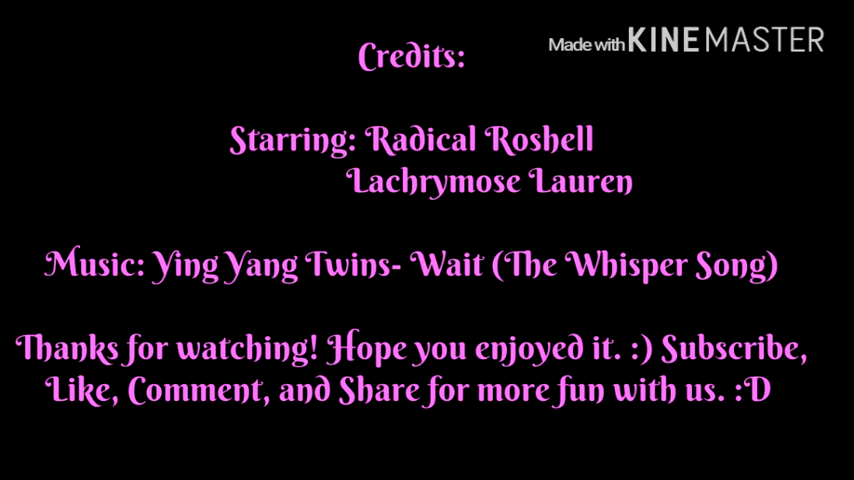 Credits:
Made with KINEMASTER
Starring: Radical Roshell
Lachrymose Lauren
Music: Ying Yang Twins- Wait (The Whisper Song)
Thanks for watching! Hope you enjoyed it. :) Subscribe,
Like, Comment, and Share for more fun with us. :D